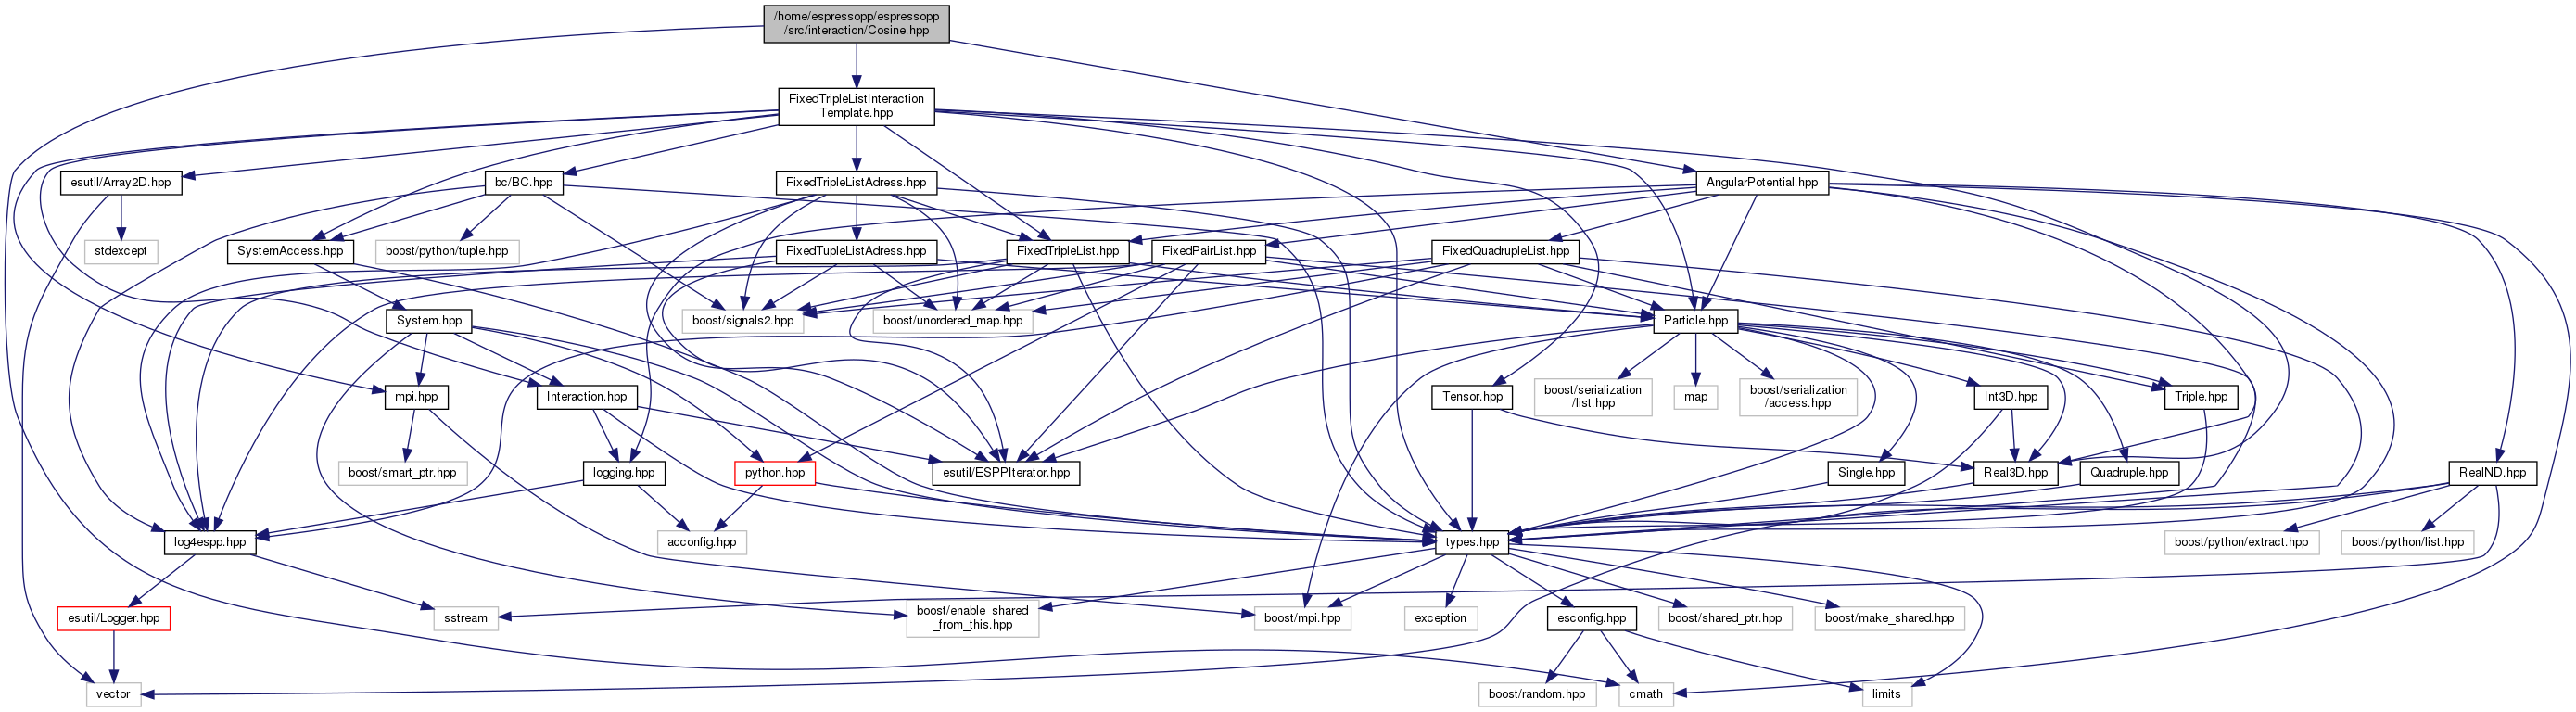 /home/espressopp/espressopp
/src/interaction/Cosine.hpp
FixedTripleListInteraction
Template.hpp
esutil/Array2D.hpp
bc/BC.hpp
FixedTripleListAdress.hpp
AngularPotential.hpp
stdexcept
SystemAccess.hpp
boost/python/tuple.hpp
FixedTupleListAdress.hpp
FixedTripleList.hpp
FixedPairList.hpp
FixedQuadrupleList.hpp
System.hpp
boost/signals2.hpp
boost/unordered_map.hpp
Particle.hpp
mpi.hpp
Interaction.hpp
Tensor.hpp
boost/serialization
/list.hpp
map
boost/serialization
/access.hpp
Int3D.hpp
Triple.hpp
boost/smart_ptr.hpp
logging.hpp
python.hpp
esutil/ESPPIterator.hpp
Single.hpp
Real3D.hpp
Quadruple.hpp
RealND.hpp
log4espp.hpp
acconfig.hpp
types.hpp
boost/python/extract.hpp
boost/python/list.hpp
esutil/Logger.hpp
sstream
boost/enable_shared
_from_this.hpp
boost/mpi.hpp
exception
esconfig.hpp
boost/shared_ptr.hpp
boost/make_shared.hpp
vector
boost/random.hpp
cmath
limits